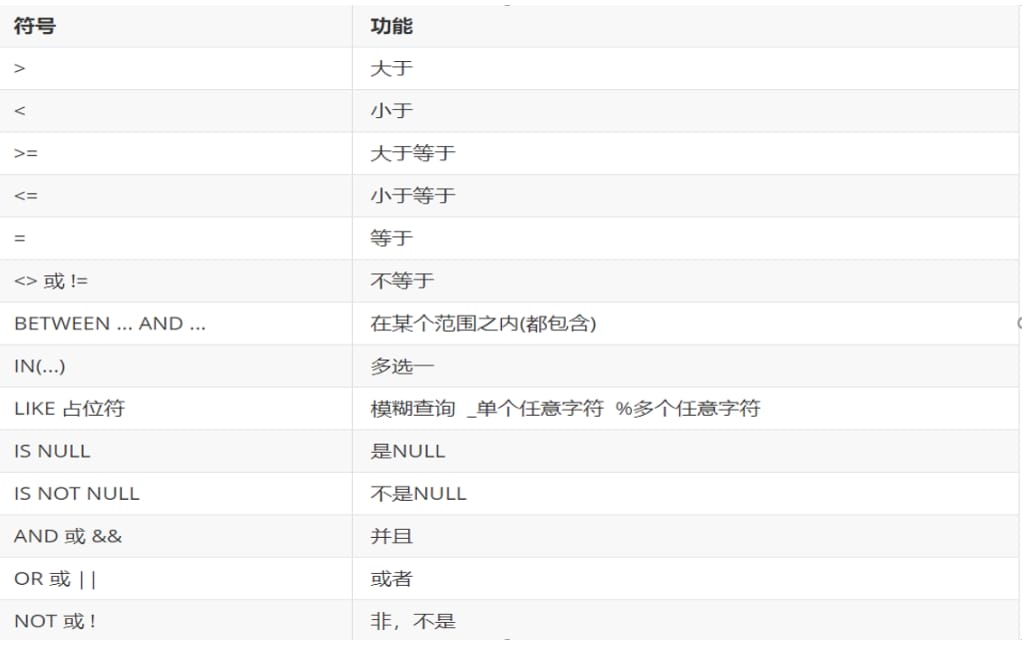 符号 功能
> 大于
< 小于
>= 大于等于
<= 小于等于
= 等于
<> 或 != 不等于
BETWEEN ... AND ... 在某个范围之内(都包含)
IN(...) 多选一
LIKE 占位符 模糊查询 _单个任意字符 %多个任意字符
IS NULL 是NULL
IS NOT NULL 不是NULL
AND 或 && 并且
OR 或 || 或者
NOT 或 ! 非，不是